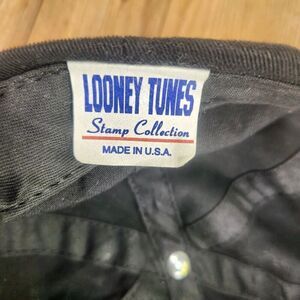 LOONEY TUNES
Stamp Collection
MADE IN U.S.A.